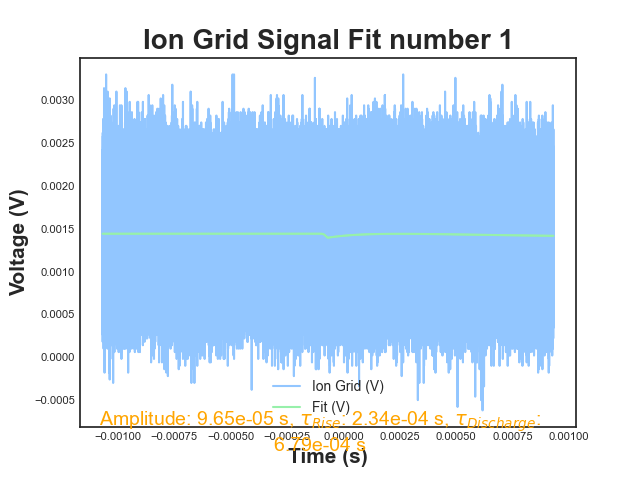 Ion Grid Signal Fit number 1
Voltage (V)
0.0030
0.0025
0.0020
0.0015
0.0010
0.0005
0.0000
−0.0005
Ion Grid (V)
Fit (V)
Amplitude: 9.65e-05 s, τRise: 2.34e-04 s, τDischarge:
6.79e-04 s
−0.00100 −0.00075 −0.00050 −0.00025 0.00000 0.00025 0.00050 0.00075 0.00100
Time (s)